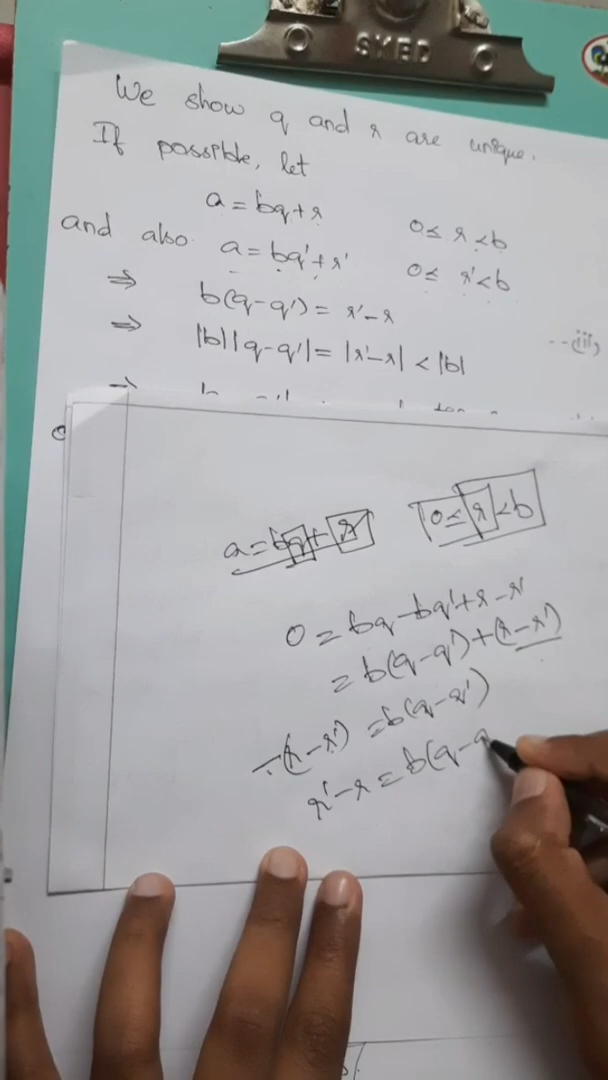 SMED
We show q and r are unique.
If possible, let
a = bq + r 0 ≤ r < b
and also a = bq' + r' 0 ≤ r' < b
⇒ b(q - q') = r' - r
⇒ |b||q - q'| = |r' - r| < |b| --(iii)
⇒
a = bq + r 0 ≤ r < b
0 = bq - bq' + r - r'
= b(q - q') + (r - r')
-(r - r') = b(q - q')
r' - r = b(q - q